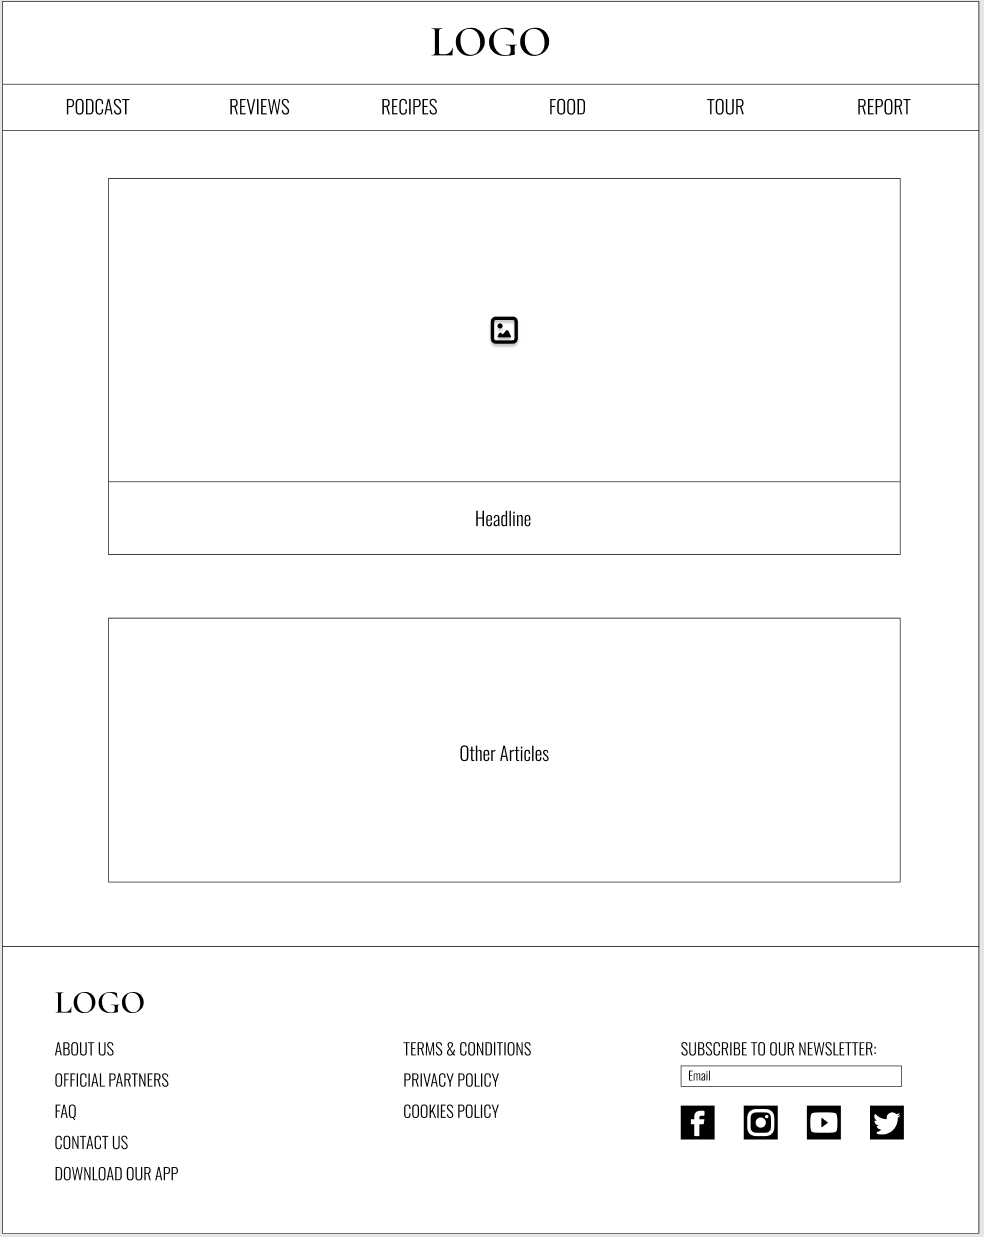 LOGO
PODCAST REVIEWS RECIPES FOOD TOUR REPORT
Headline
Other Articles
LOGO
ABOUT US
OFFICIAL PARTNERS
FAQ
CONTACT US
DOWNLOAD OUR APP
TERMS & CONDITIONS
PRIVACY POLICY
COOKIES POLICY
SUBSCRIBE TO OUR NEWSLETTER:
Email